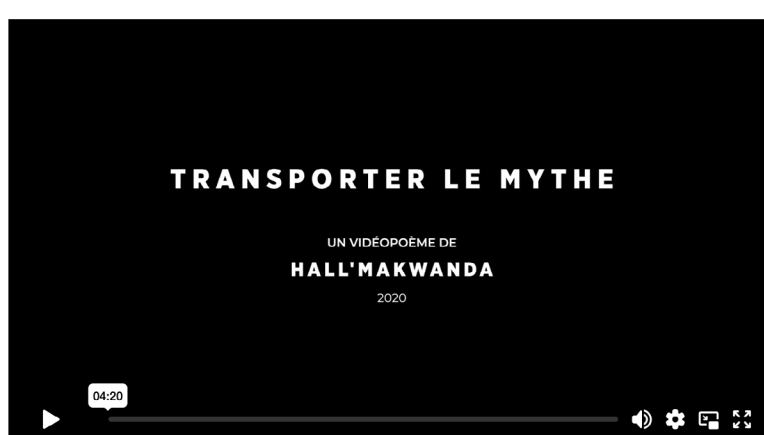 TRANSPORTER LE MYTHE
UN VIDÉOPOÈME DE
HALL'MAKWANDA
2020
04:20